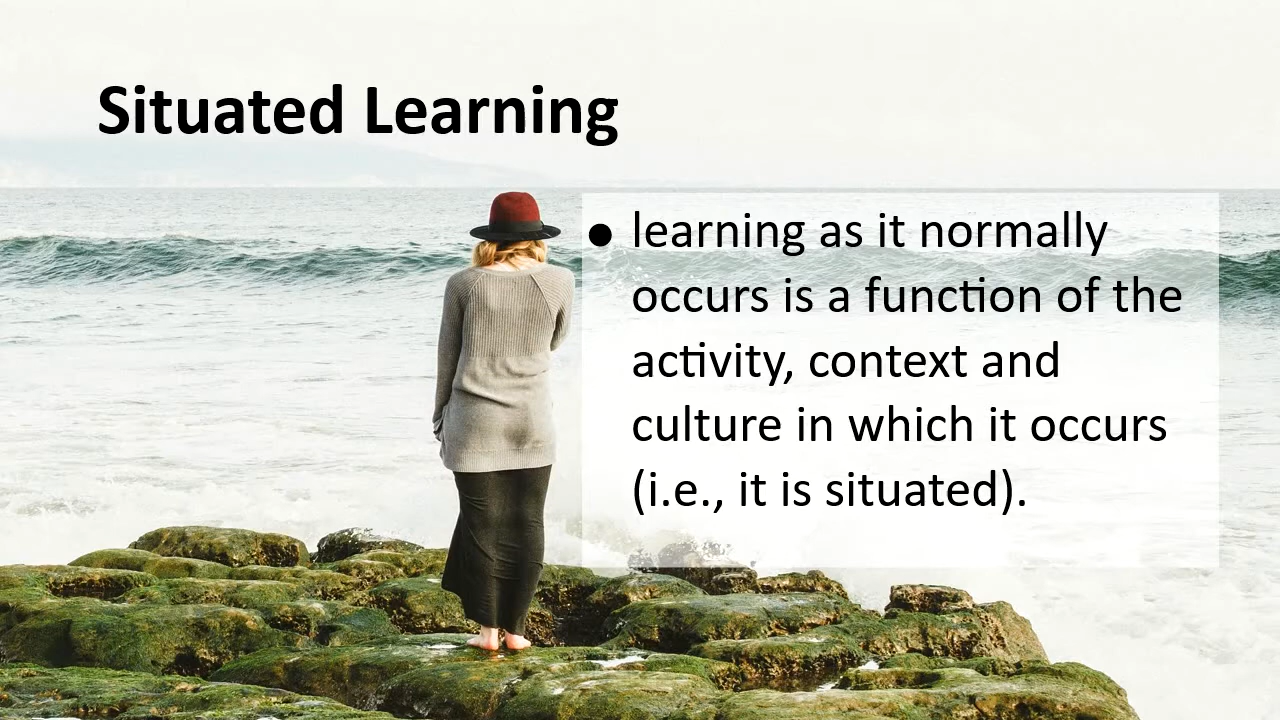 Situated Learning
● learning as it normally
occurs is a function of the
activity, context and
culture in which it occurs
(i.e., it is situated).